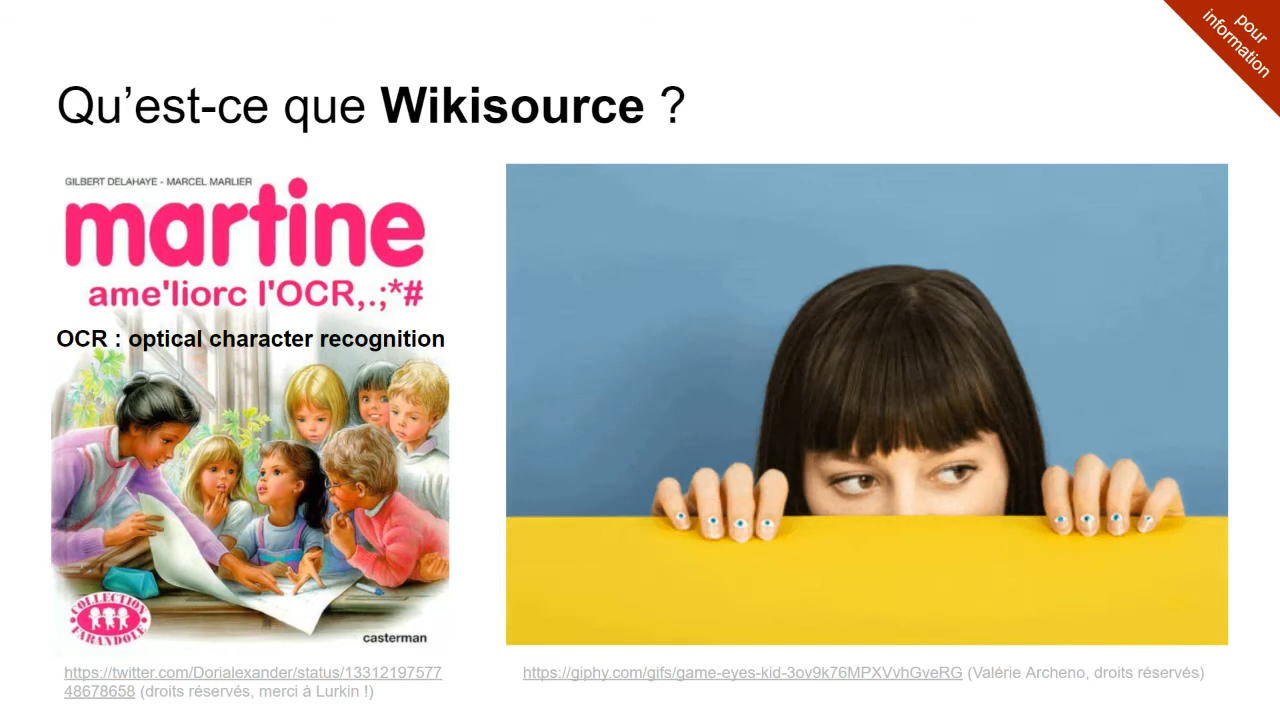 pour
information
Qu’est-ce que Wikisource ?
GILBERT DELAHAYE - MARCEL MARLIER
martine
ame'liorc l'OCR,.;*#
OCR : optical character recognition
COLLECTION
FARANDOLE
casterman
https://twitter.com/Dorialexander/status/13312197577
48678658 (droits réservés, merci à Lurkin !)
https://giphy.com/gifs/game-eyes-kid-3ov9k76MPXVvhGveRG (Valérie Archeno, droits réservés)